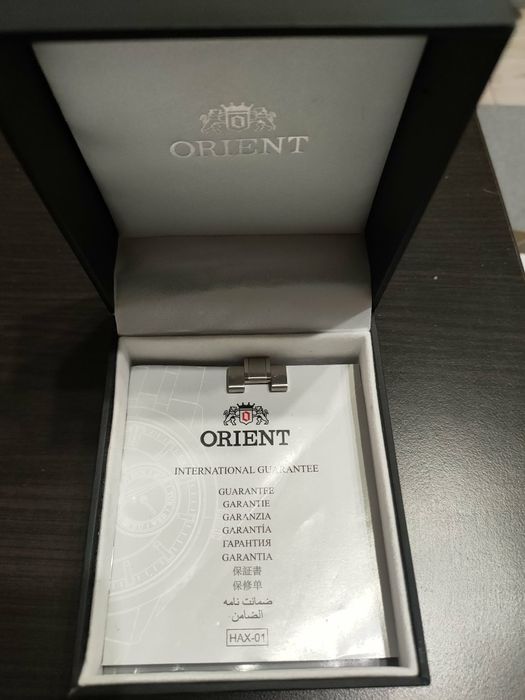 ORIENT
ORIENT
INTERNATIONAL GUARANTEE
GUARANTEE
GARANTIE
GARANZIA
GARANTÍA
ГАРАНТИЯ
GARANTIA
保証書
保修单
ضمانت نامه
الضامن
HAX-01